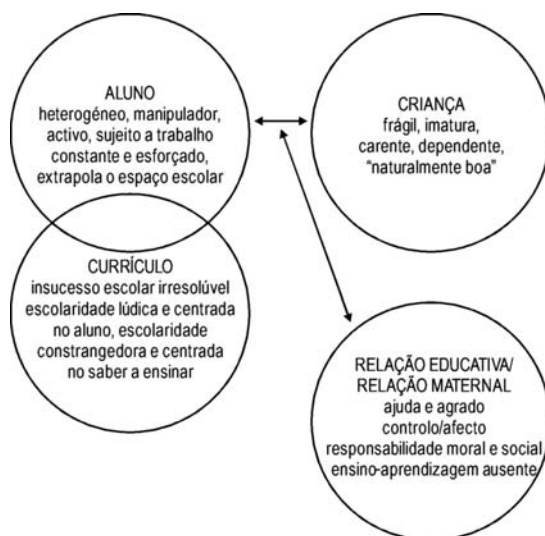 ALUNO
heterogéneo, manipulador,
activo, sujeito a trabalho
constante e esforçado,
extrapola o espaço escolar
CURRÍCULO
insucesso escolar irresolúvel
escolaridade lúdica e centrada
no aluno, escolaridade
constrangedora e centrada
no saber a ensinar
CRIANÇA
frágil, imatura,
carente, dependente,
“naturalmente boa”
RELAÇÃO EDUCATIVA/
RELAÇÃO MATERNAL
ajuda e agrado
controlo/afecto
responsabilidade moral e social
ensino-aprendizagem ausente